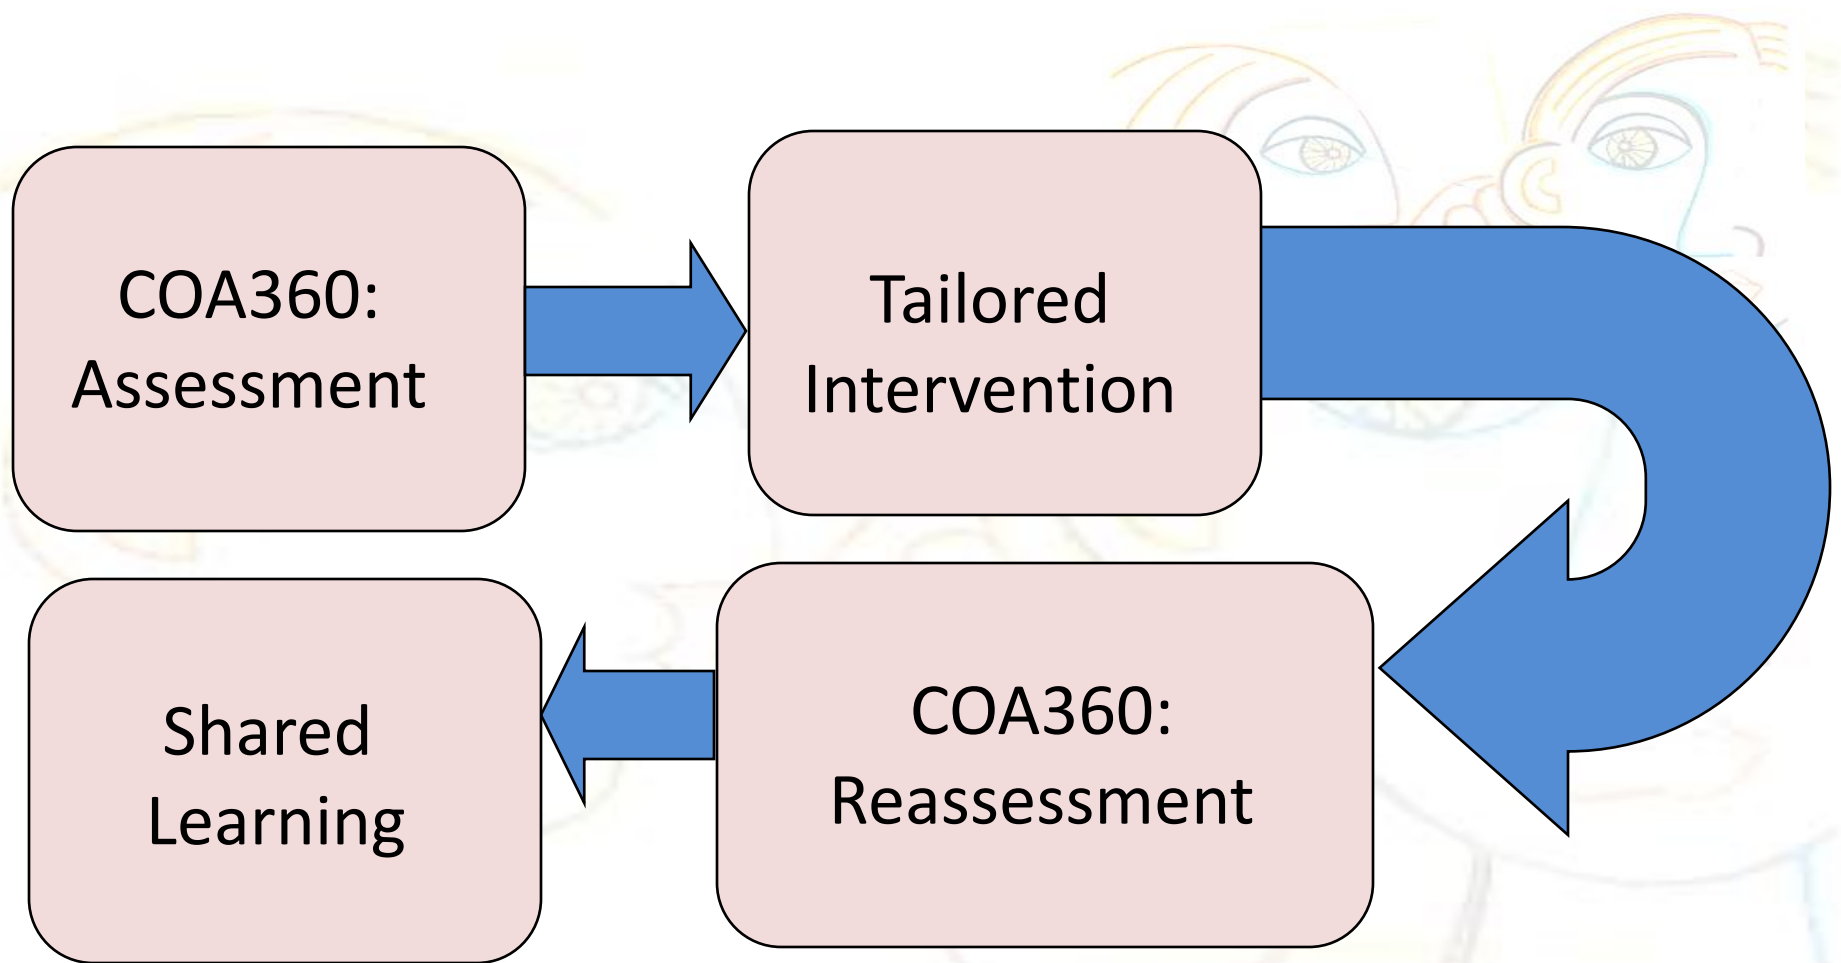 COA360:
Assessment
Tailored
Intervention
COA360:
Reassessment
Shared
Learning